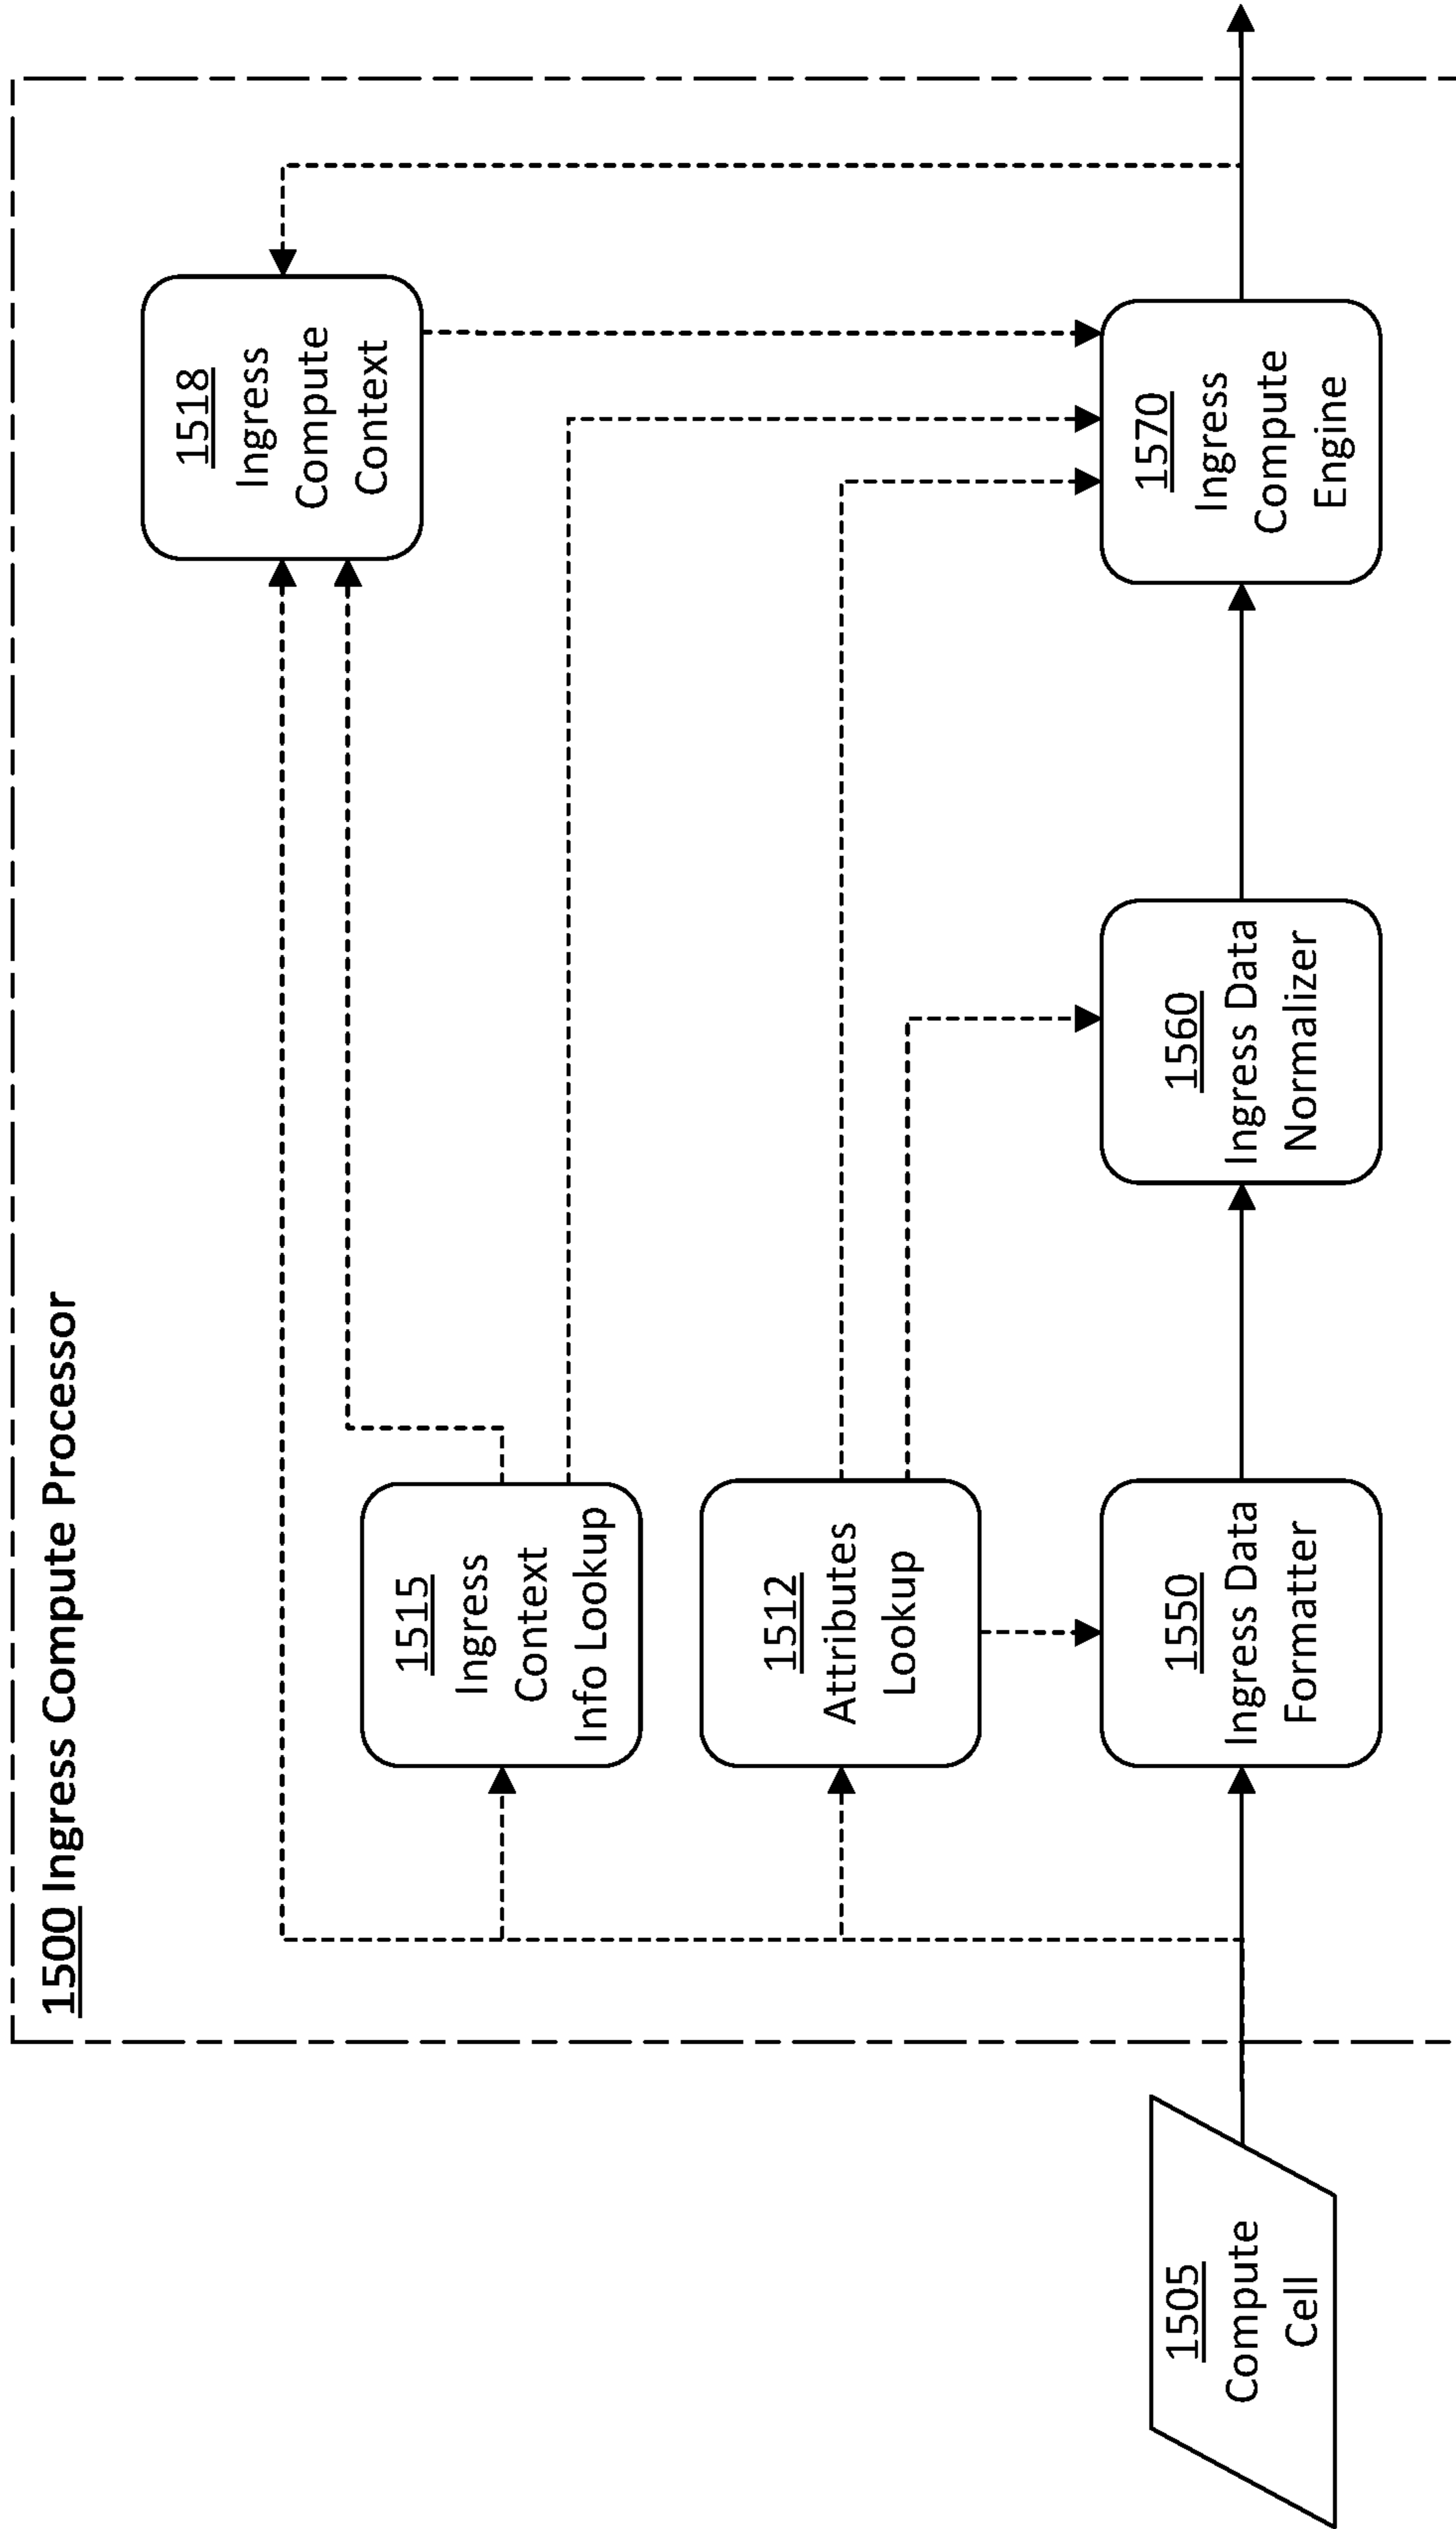 1500 Ingress Compute Processor
1518
Ingress
Compute
Context
1515
Ingress
Context
Info Lookup
1512
Attributes
Lookup
1505
Compute
Cell
1550
Ingress Data
Formatter
1560
Ingress Data
Normalizer
1570
Ingress
Compute
Engine